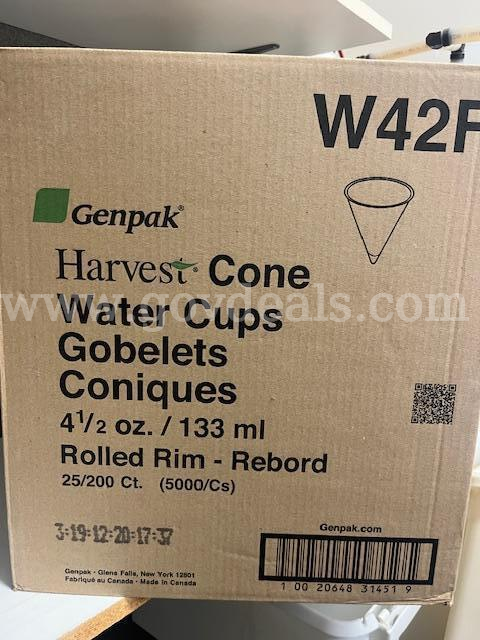 W42F
Genpak®
Harvest® Cone
www.govdeals.com
Water Cups
Gobelets
Coniques
4 1/2 oz. / 133 ml
Rolled Rim - Rebord
25/200 Ct. (5000/Cs)
3-19-12-20-17-37
Genpak.com
Genpak · Glens Falls, New York 12801
Fabriqué au Canada · Made in Canada
1 00 20648 31451 9